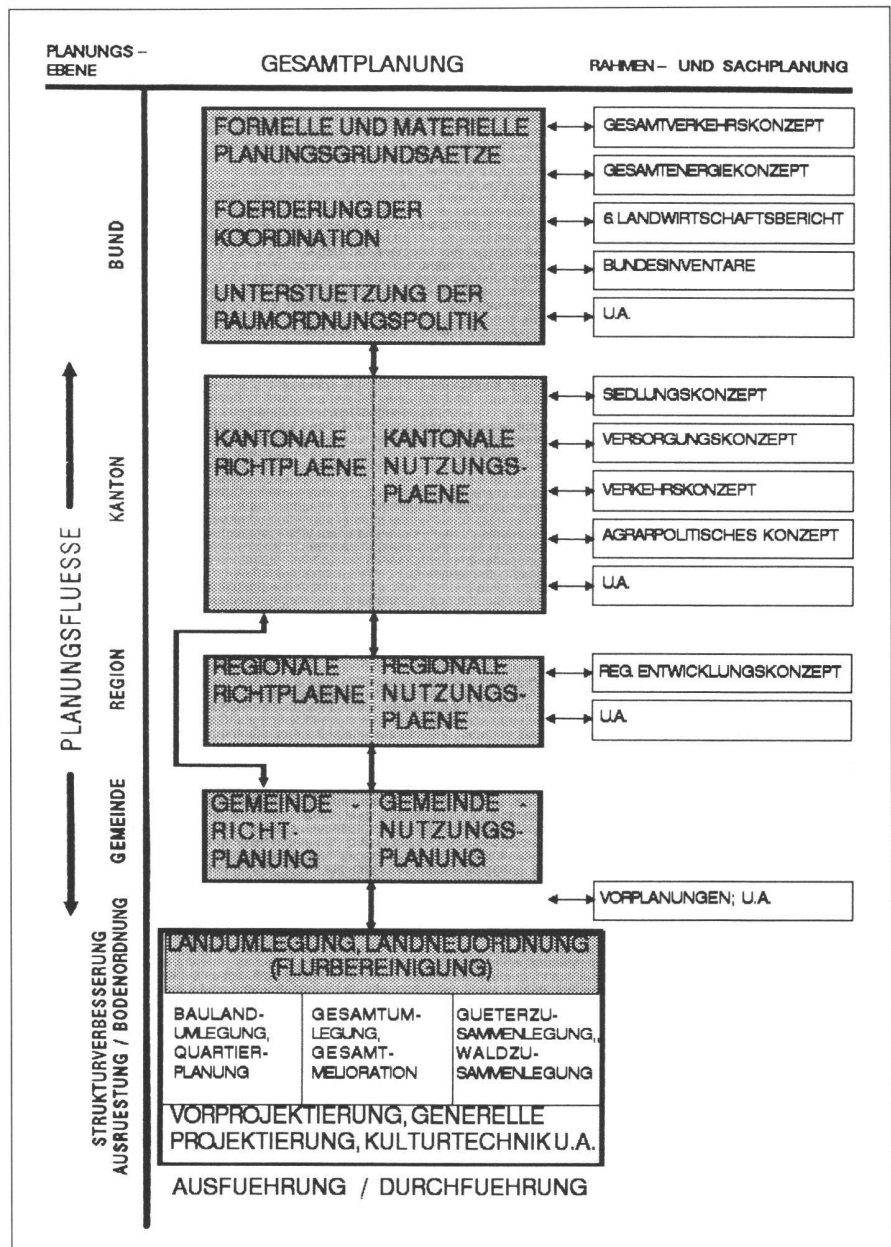 PLANUNGS –
EBENE
GESAMTPLANUNG
RAHMEN – UND SACHPLANUNG
BUND
FORMELLE UND MATERIELLE
PLANUNGSGRUNDSAETZE
FOERDERUNG DER
KOORDINATION
UNTERSTUETZUNG DER
RAUMORDNUNGSPOLITIK
GESAMTVERKEHRSKONZEPT
GESAMTENERGIEKONZEPT
6. LANDWIRTSCHAFTSBERICHT
BUNDESINVENTARE
U.A.
PLANUNGSFLUESSE
KANTON
KANTONALE
RICHTPLAENE
KANTONALE
NUTZUNGS-
PLAENE
SIEDLUNGSKONZEPT
VERSORGUNGSKONZEPT
VERKEHRSKONZEPT
AGRARPOLITISCHES KONZEPT
U.A.
REGION
REGIONALE
RICHTPLAENE
REGIONALE
NUTZUNGS-
PLAENE
REG. ENTWICKLUNGSKONZEPT
U.A.
GEMEINDE
GEMEINDE -
RICHT-
PLANUNG
GEMEINDE -
NUTZUNGS-
PLANUNG
VORPLANUNGEN; U.A.
STRUKTURVERBESSERUNG
AUSRUESTUNG / BODENORDNUNG
LANDUMLEGUNG, LANDNEUORDNUNG
(FLURBEREINIGUNG)
BAULAND-
UMLEGUNG,
QUARTIER-
PLANUNG
GESAMTUM-
LEGUNG,
GESAMT-
MELIORATION
GUETERZU-
SAMMENLEGUNG,,
WALDZU-
SAMMENLEGUNG
VORPROJEKTIERUNG, GENERELLE
PROJEKTIERUNG, KULTURTECHNIK U.A.
AUSFUEHRUNG / DURCHFUEHRUNG